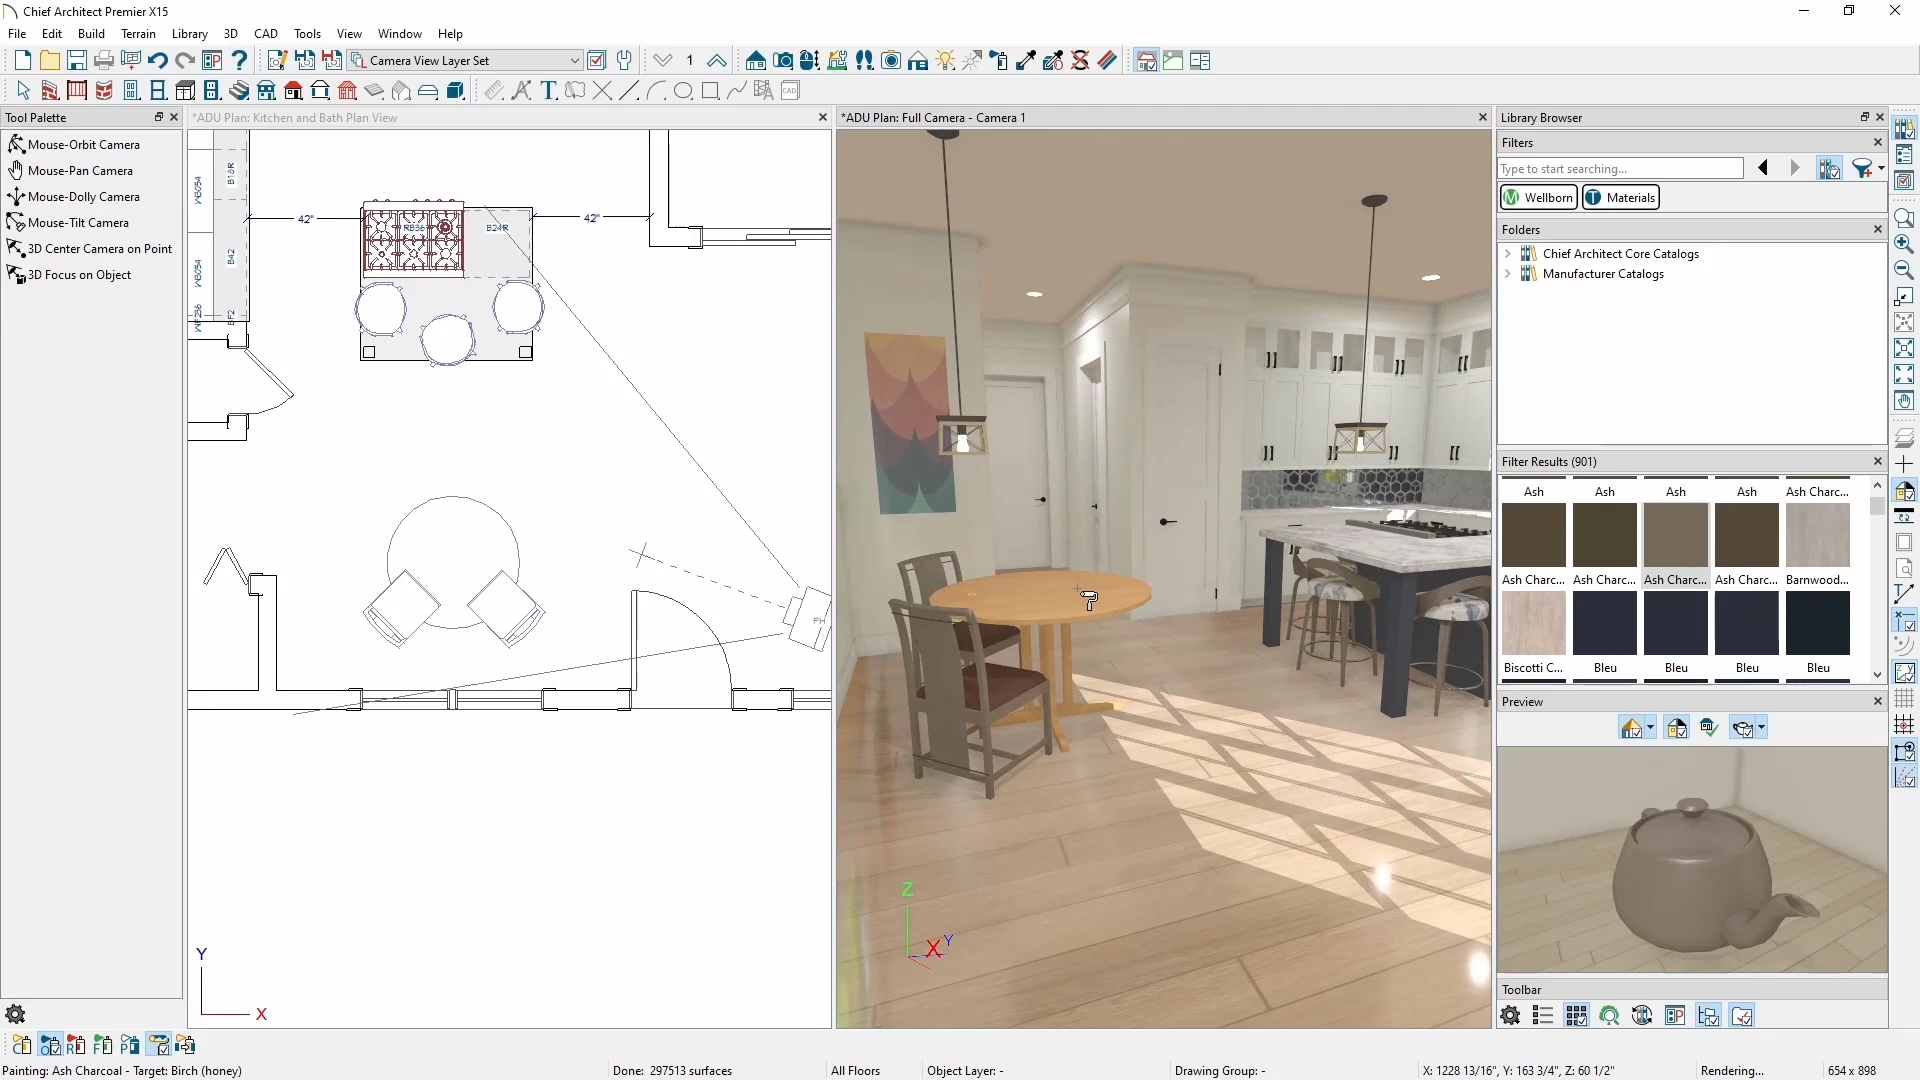 Chief Architect Premier X15
File Edit Build Terrain Library 3D CAD Tools View Window Help
Camera View Layer Set 1
Tool Palette
Mouse-Orbit Camera
Mouse-Pan Camera
Mouse-Dolly Camera
Mouse-Tilt Camera
3D Center Camera on Point
3D Focus on Object
*ADU Plan: Kitchen and Bath Plan View
B18R
B42
42"
RB36
B24R
42"
Y
X
*ADU Plan: Full Camera - Camera 1
Z
Y
X
Library Browser
Filters
Type to start searching...
Wellborn Materials
Folders
Chief Architect Core Catalogs
Manufacturer Catalogs
Filter Results (901)
Ash Ash Ash Ash Ash Charc...
Ash Charc... Ash Charc... Ash Charc... Ash Charc... Barnwood...
Biscotti C... Bleu Bleu Bleu Bleu
Preview
Toolbar
Painting: Ash Charcoal - Target: Birch (honey) Done: 297513 surfaces All Floors Object Layer: - Drawing Group: - X: 1228 13/16", Y: 163 3/4", Z: 60 1/2" Rendering... 654 x 898